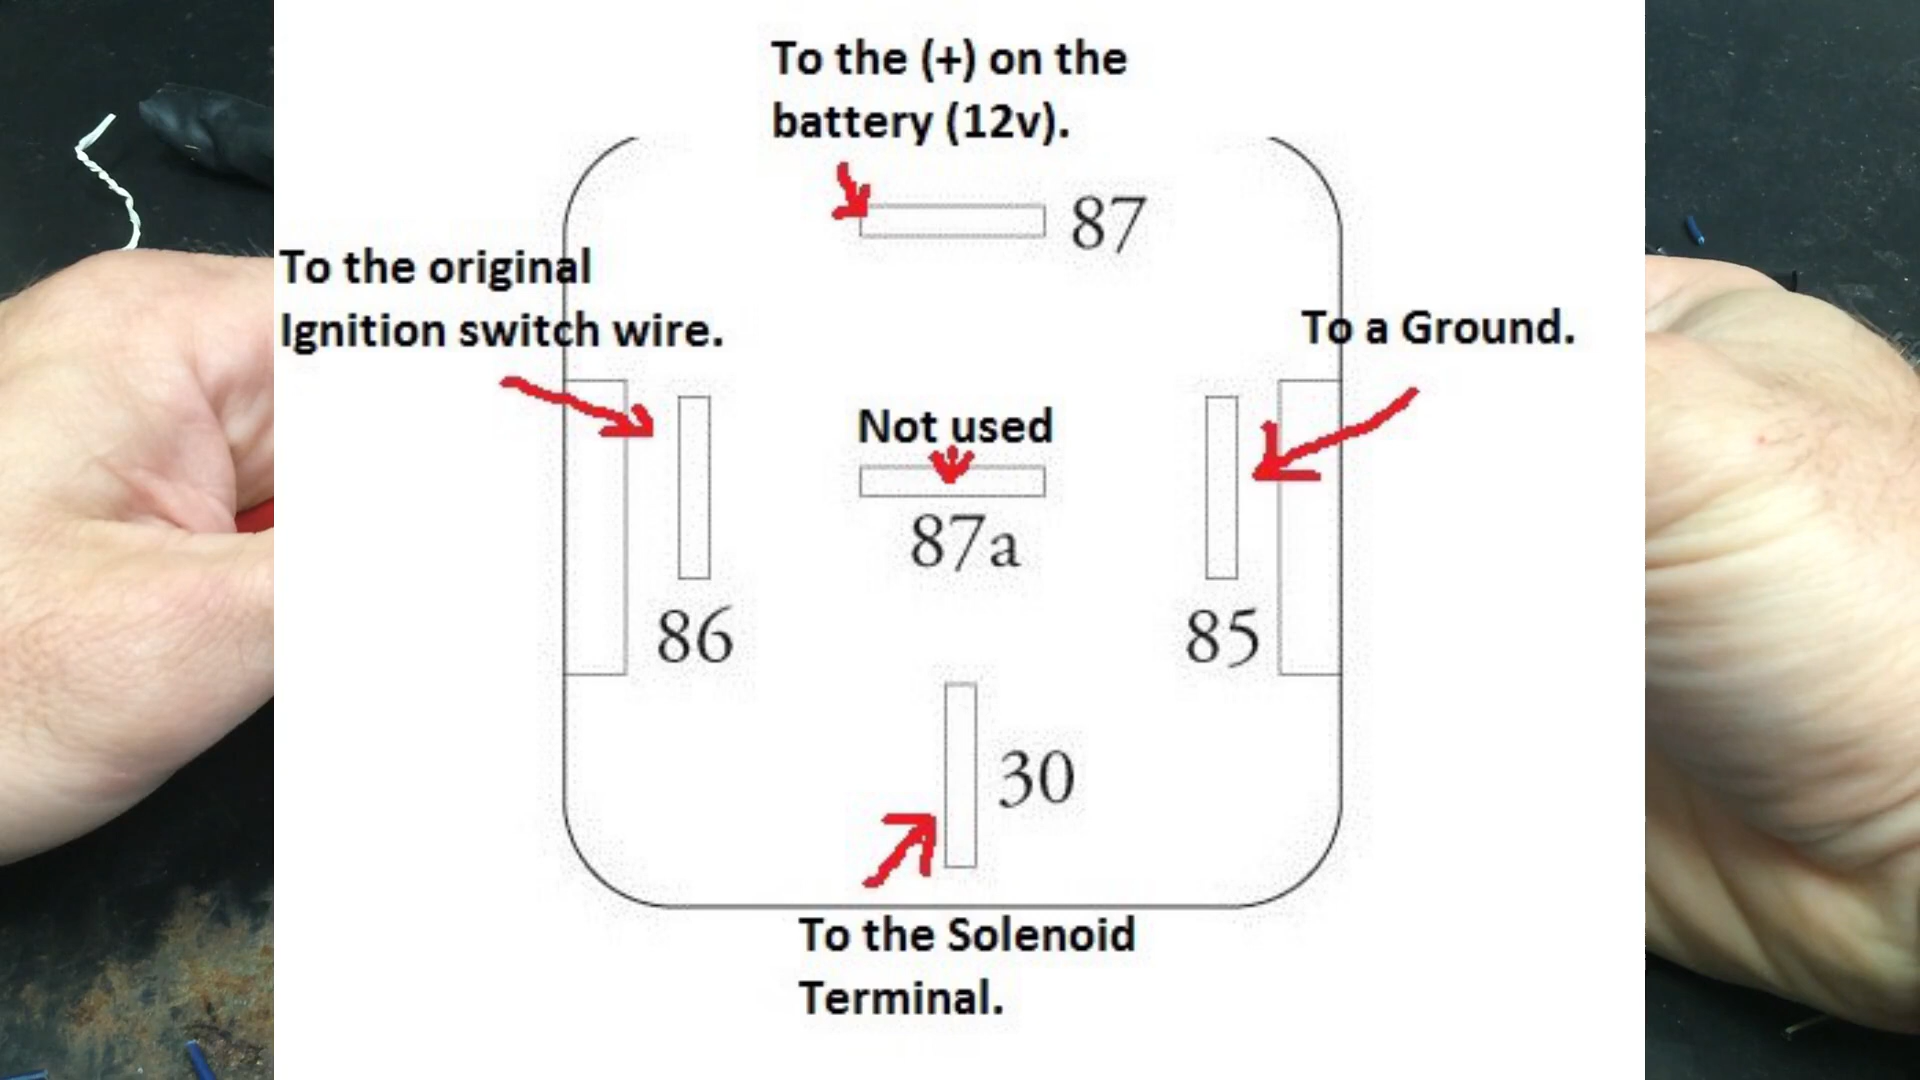 To the (+) on the
battery (12v).
87
To the original
Ignition switch wire.
To a Ground.
Not used
87a
86
85
30
To the Solenoid
Terminal.